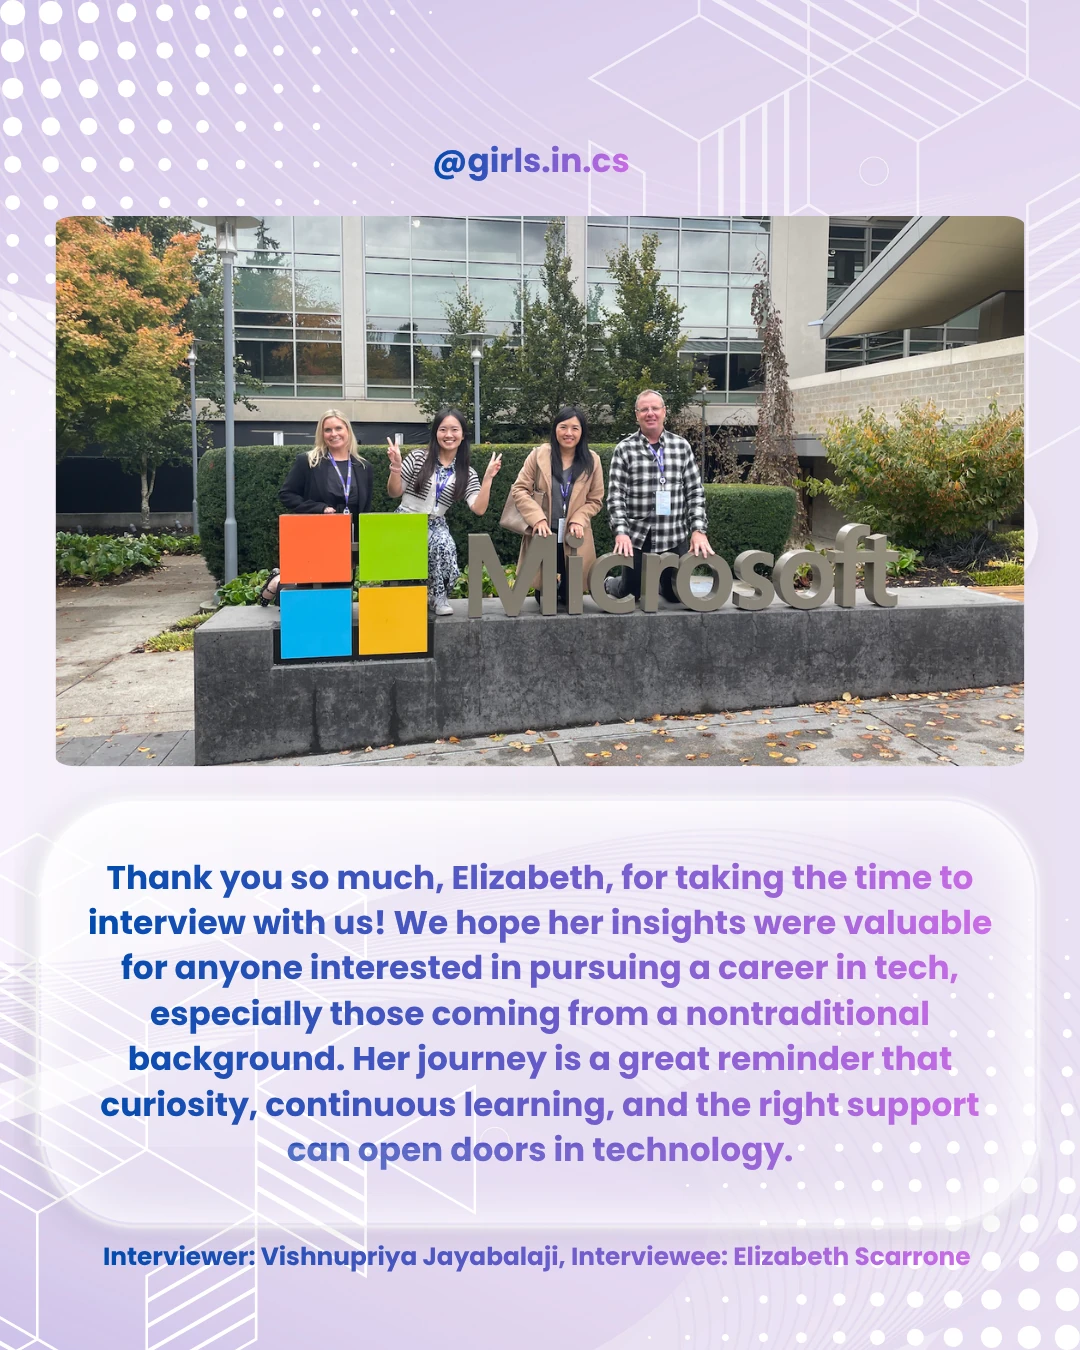 @girls.in.cs
Microsoft
Thank you so much, Elizabeth, for taking the time to
interview with us! We hope her insights were valuable
for anyone interested in pursuing a career in tech,
especially those coming from a nontraditional
background. Her journey is a great reminder that
curiosity, continuous learning, and the right support
can open doors in technology.
Interviewer: Vishnupriya Jayabalaji, Interviewee: Elizabeth Scarrone